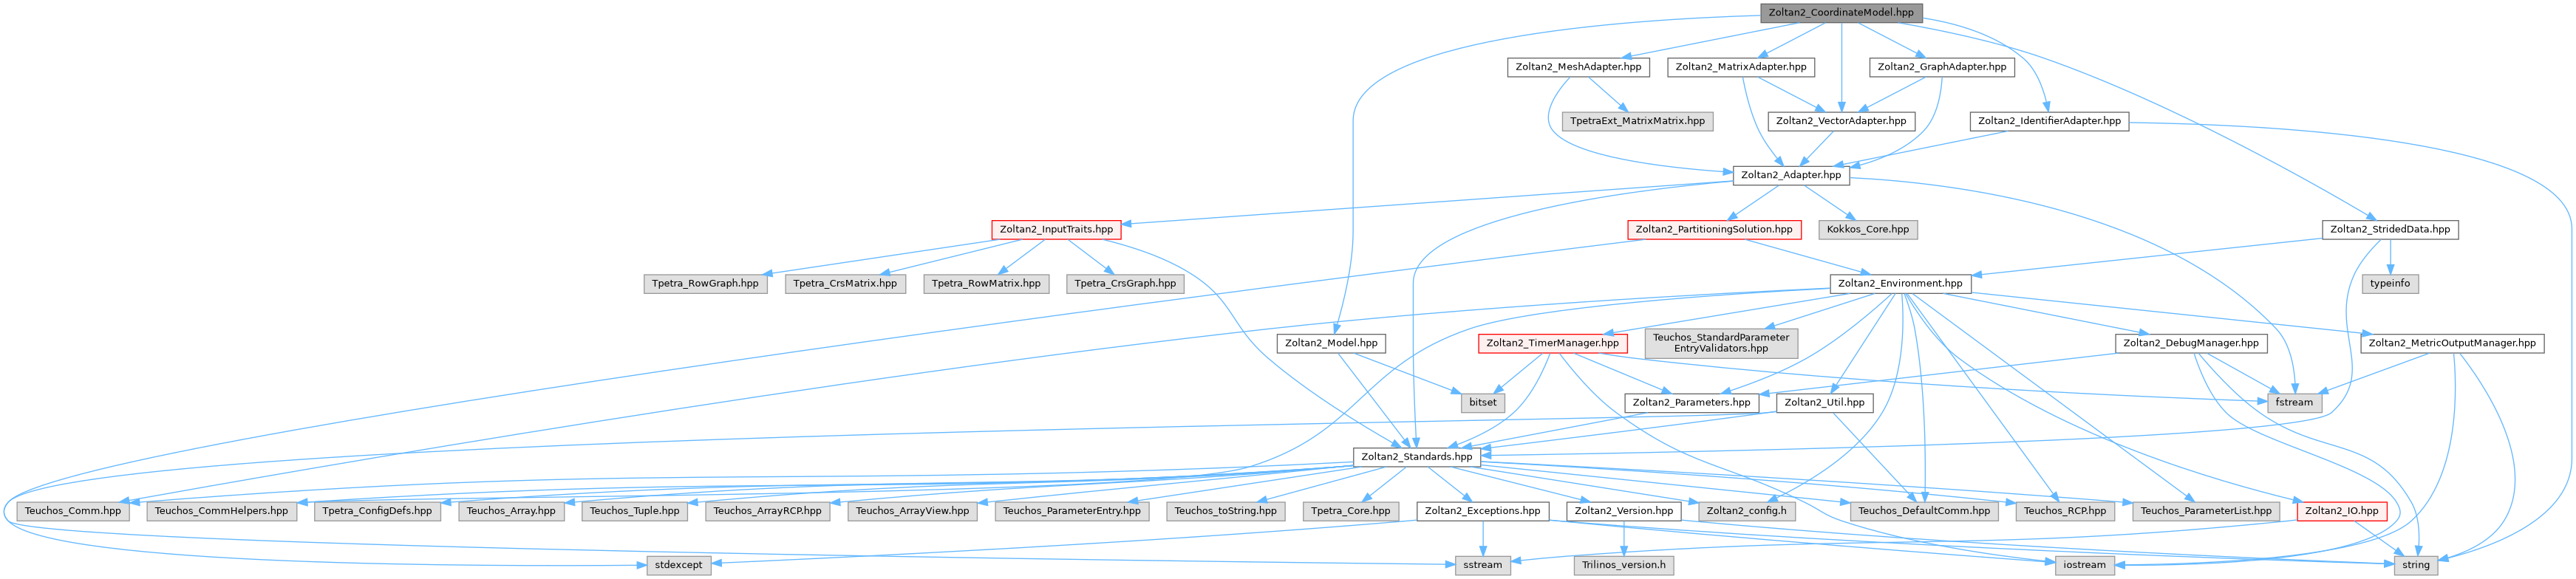 Zoltan2_CoordinateModel.hpp
Zoltan2_MeshAdapter.hpp
Zoltan2_MatrixAdapter.hpp
Zoltan2_GraphAdapter.hpp
TpetraExt_MatrixMatrix.hpp
Zoltan2_VectorAdapter.hpp
Zoltan2_IdentifierAdapter.hpp
Zoltan2_Adapter.hpp
Zoltan2_InputTraits.hpp
Zoltan2_PartitioningSolution.hpp
Kokkos_Core.hpp
Zoltan2_StridedData.hpp
Tpetra_RowGraph.hpp
Tpetra_CrsMatrix.hpp
Tpetra_RowMatrix.hpp
Tpetra_CrsGraph.hpp
Zoltan2_Environment.hpp
typeinfo
Zoltan2_Model.hpp
Zoltan2_TimerManager.hpp
Teuchos_StandardParameter
EntryValidators.hpp
Zoltan2_DebugManager.hpp
Zoltan2_MetricOutputManager.hpp
bitset
Zoltan2_Parameters.hpp
Zoltan2_Util.hpp
fstream
Zoltan2_Standards.hpp
Teuchos_Comm.hpp
Teuchos_CommHelpers.hpp
Tpetra_ConfigDefs.hpp
Teuchos_Array.hpp
Teuchos_Tuple.hpp
Teuchos_ArrayRCP.hpp
Teuchos_ArrayView.hpp
Teuchos_ParameterEntry.hpp
Teuchos_toString.hpp
Tpetra_Core.hpp
Zoltan2_Exceptions.hpp
Zoltan2_Version.hpp
Zoltan2_config.h
Teuchos_DefaultComm.hpp
Teuchos_RCP.hpp
Teuchos_ParameterList.hpp
Zoltan2_IO.hpp
stdexcept
sstream
Trilinos_version.h
iostream
string